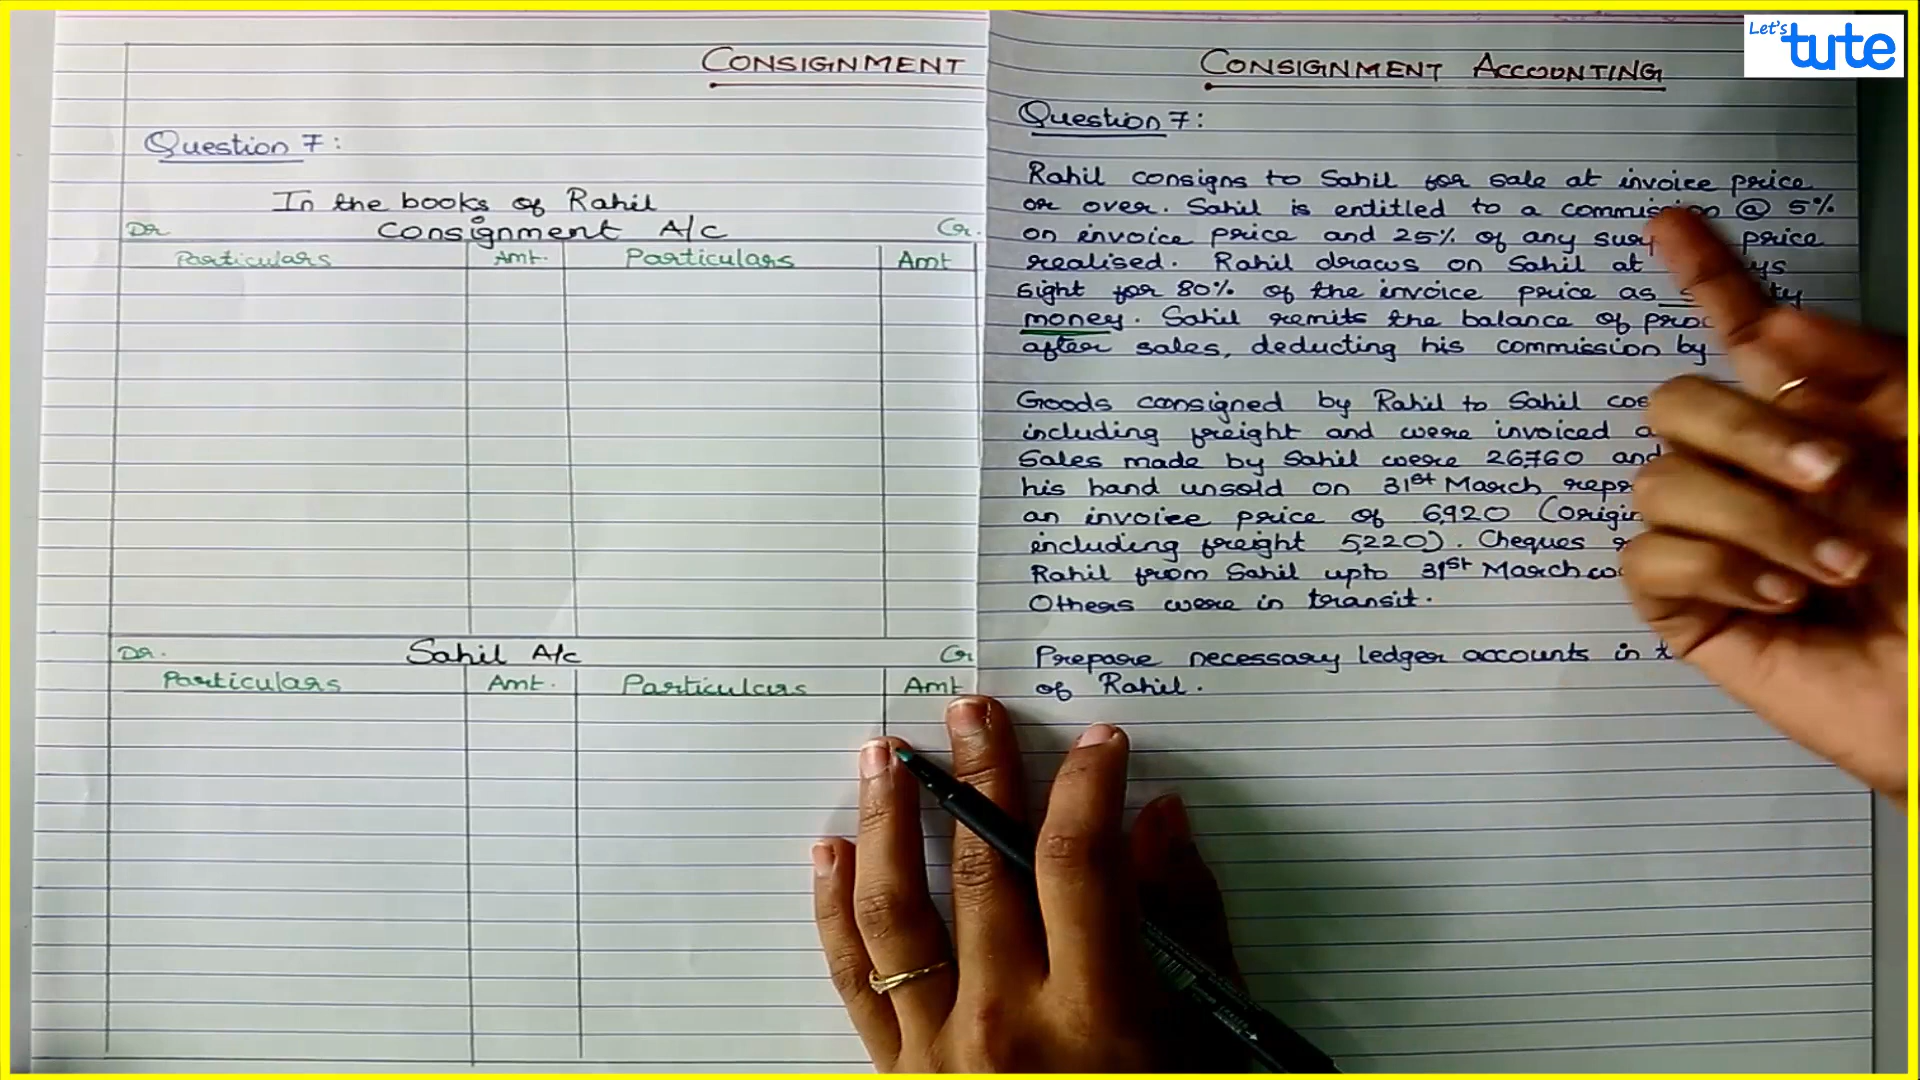 CONSIGNMENT
Question 7:
In the books of Rahil
Dr Consignment A/c Cr.
Particulars Amt. Particulars Amt
Dr. Sahil A/c Cr
Particulars Amt. Particulars Amt
Let's tute
CONSIGNMENT ACCOUNTING
Question 7:
Rahil consigns to Sahil for sale at invoice price
or over. Sahil is entitled to a commission @ 5%
on invoice price and 25% of any price
realised. Rahil draws on Sahil at
sight for 80% of the invoice price as
money. Sahil remits the balance of
after sales, deducting his commission by
Goods consigned by Rahil to Sahil
including freight and were invoiced
Sales made by Sahil were 26,760 and
his hand unsold on 31st March
an invoice price of 6,920 (
including freight 5,220). Cheques
Rahil from Sahil upto 31st March
Others were in transit.
Prepare necessary ledger accounts in
of Rahil.